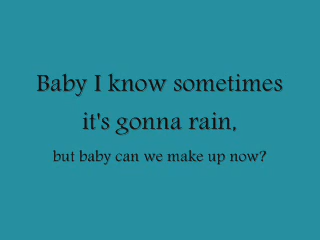 Baby I know sometimes
it's gonna rain,
but baby can we make up now?